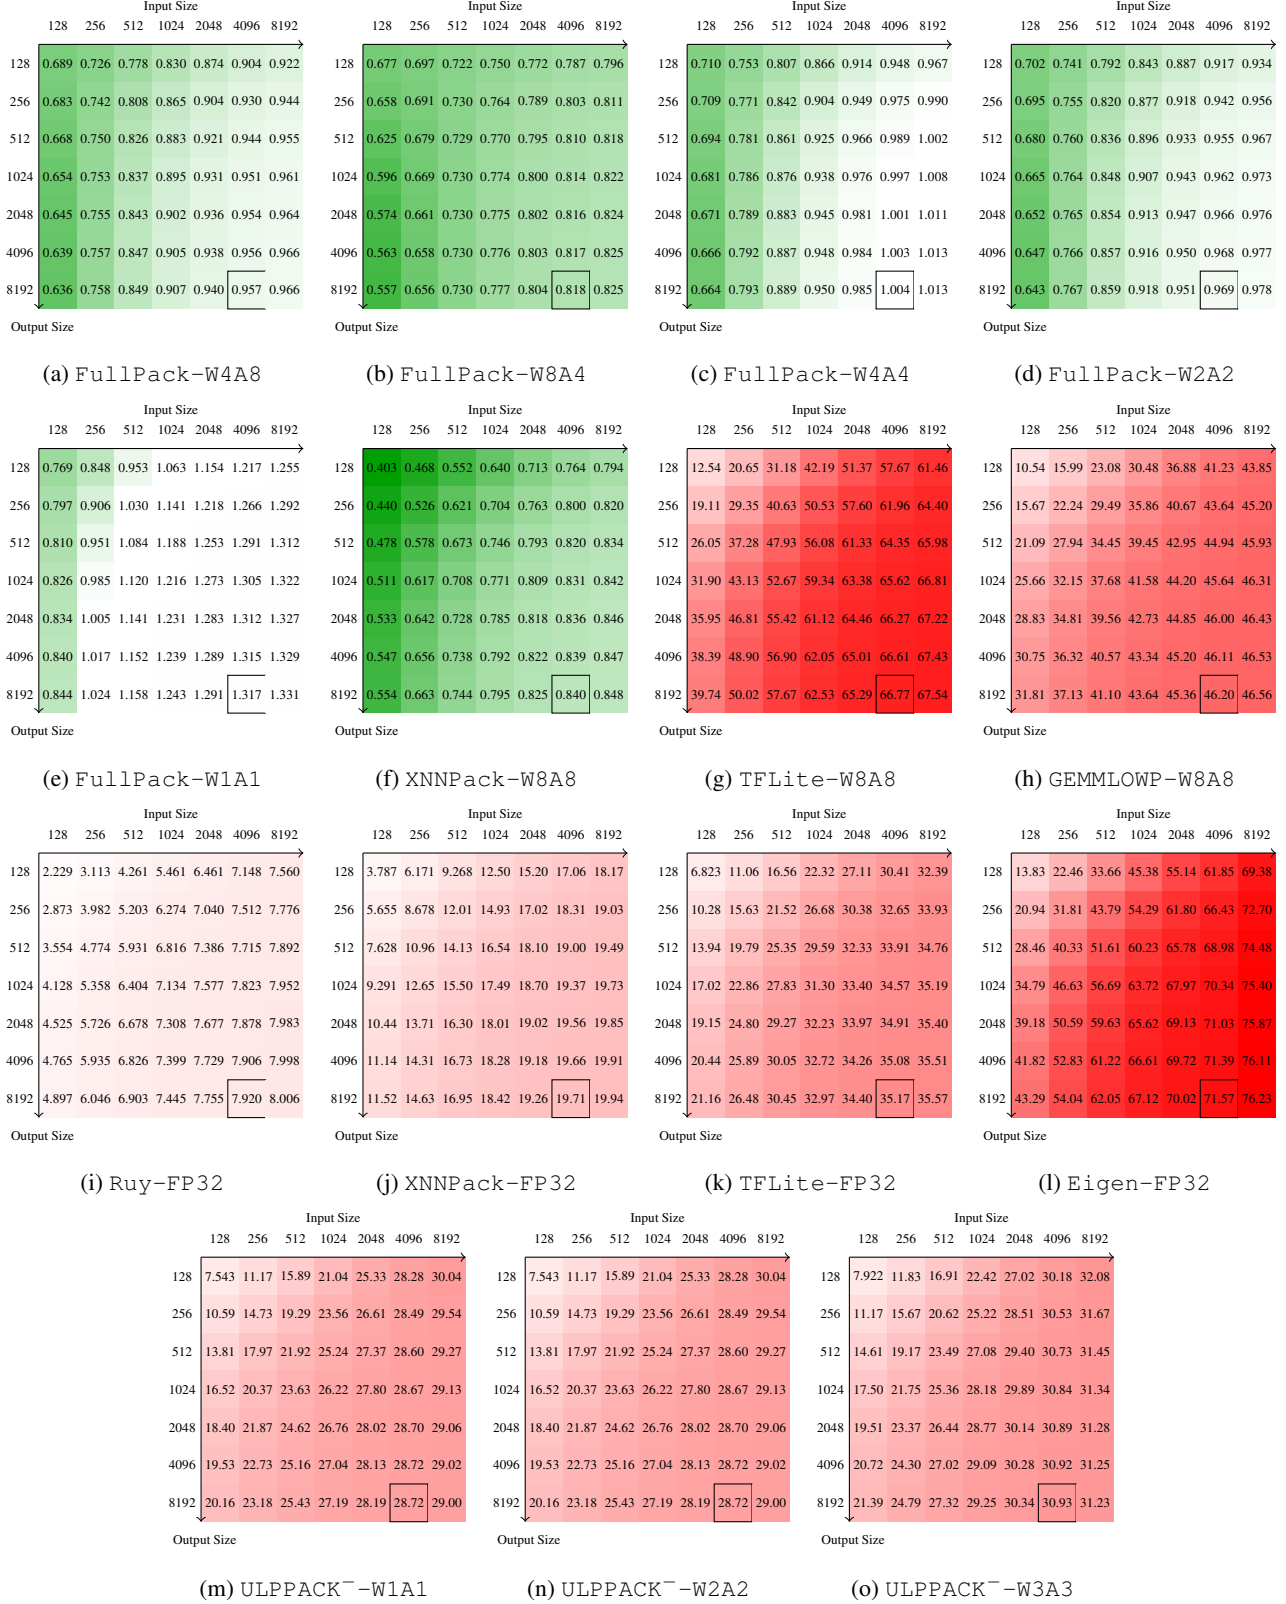 Input Size Input Size Input Size Input Size
128 256 512 1024 2048 4096 8192 128 256 512 1024 2048 4096 8192 128 256 512 1024 2048 4096 8192 128 256 512 1024 2048 4096 8192
128 0.689 0.726 0.778 0.830 0.874 0.904 0.922 128 0.677 0.697 0.722 0.750 0.772 0.787 0.796 128 0.710 0.753 0.807 0.866 0.914 0.948 0.967 128 0.702 0.741 0.792 0.843 0.887 0.917 0.934
256 0.683 0.742 0.808 0.865 0.904 0.930 0.944 256 0.658 0.691 0.730 0.764 0.789 0.803 0.811 256 0.709 0.771 0.842 0.904 0.949 0.975 0.990 256 0.695 0.755 0.820 0.877 0.918 0.942 0.956
512 0.668 0.750 0.826 0.883 0.921 0.944 0.955 512 0.625 0.679 0.729 0.770 0.795 0.810 0.818 512 0.694 0.781 0.861 0.925 0.966 0.989 1.002 512 0.680 0.760 0.836 0.896 0.933 0.955 0.967
1024 0.654 0.753 0.837 0.895 0.931 0.951 0.961 1024 0.596 0.669 0.730 0.774 0.800 0.814 0.822 1024 0.681 0.786 0.876 0.938 0.976 0.997 1.008 1024 0.665 0.764 0.848 0.907 0.943 0.962 0.973
2048 0.645 0.755 0.843 0.902 0.936 0.954 0.964 2048 0.574 0.661 0.730 0.775 0.802 0.816 0.824 2048 0.671 0.789 0.883 0.945 0.981 1.001 1.011 2048 0.652 0.765 0.854 0.913 0.947 0.966 0.976
4096 0.639 0.757 0.847 0.905 0.938 0.956 0.966 4096 0.563 0.658 0.730 0.776 0.803 0.817 0.825 4096 0.666 0.792 0.887 0.948 0.984 1.003 1.013 4096 0.647 0.766 0.857 0.916 0.950 0.968 0.977
8192 0.636 0.758 0.849 0.907 0.940 0.957 0.966 8192 0.557 0.656 0.730 0.777 0.804 0.818 0.825 8192 0.664 0.793 0.889 0.950 0.985 1.004 1.013 8192 0.643 0.767 0.859 0.918 0.951 0.969 0.978
Output Size Output Size Output Size Output Size
(a) FullPack-W4A8 (b) FullPack-W8A4 (c) FullPack-W4A4 (d) FullPack-W2A2
Input Size Input Size Input Size Input Size
128 256 512 1024 2048 4096 8192 128 256 512 1024 2048 4096 8192 128 256 512 1024 2048 4096 8192 128 256 512 1024 2048 4096 8192
128 0.769 0.848 0.953 1.063 1.154 1.217 1.255 128 0.403 0.468 0.552 0.640 0.713 0.764 0.794 128 12.54 20.65 31.18 42.19 51.37 57.67 61.46 128 10.54 15.99 23.08 30.48 36.88 41.23 43.85
256 0.797 0.906 1.030 1.141 1.218 1.266 1.292 256 0.440 0.526 0.621 0.704 0.763 0.800 0.820 256 19.11 29.35 40.63 50.53 57.60 61.96 64.40 256 15.67 22.24 29.49 35.86 40.67 43.64 45.20
512 0.810 0.951 1.084 1.188 1.253 1.291 1.312 512 0.478 0.578 0.673 0.746 0.793 0.820 0.834 512 26.05 37.28 47.93 56.08 61.33 64.35 65.98 512 21.09 27.94 34.45 39.45 42.95 44.94 45.93
1024 0.826 0.985 1.120 1.216 1.273 1.305 1.322 1024 0.511 0.617 0.708 0.771 0.809 0.831 0.842 1024 31.90 43.13 52.67 59.34 63.38 65.62 66.81 1024 25.66 32.15 37.68 41.58 44.20 45.64 46.31
2048 0.834 1.005 1.141 1.231 1.283 1.312 1.327 2048 0.533 0.642 0.728 0.785 0.818 0.836 0.846 2048 35.95 46.81 55.42 61.12 64.46 66.27 67.22 2048 28.83 34.81 39.56 42.73 44.85 46.00 46.43
4096 0.840 1.017 1.152 1.239 1.289 1.315 1.329 4096 0.547 0.656 0.738 0.792 0.822 0.839 0.847 4096 38.39 48.90 56.90 62.05 65.01 66.61 67.43 4096 30.75 36.32 40.57 43.34 45.20 46.11 46.53
8192 0.844 1.024 1.158 1.243 1.291 1.317 1.331 8192 0.554 0.663 0.744 0.795 0.825 0.840 0.848 8192 39.74 50.02 57.67 62.53 65.29 66.77 67.54 8192 31.81 37.13 41.10 43.64 45.36 46.20 46.56
Output Size Output Size Output Size Output Size
(e) FullPack-W1A1 (f) XNNPack-W8A8 (g) TFLite-W8A8 (h) GEMMLOWP-W8A8
Input Size Input Size Input Size Input Size
128 256 512 1024 2048 4096 8192 128 256 512 1024 2048 4096 8192 128 256 512 1024 2048 4096 8192 128 256 512 1024 2048 4096 8192
128 2.229 3.113 4.261 5.461 6.461 7.148 7.560 128 3.787 6.171 9.268 12.50 15.20 17.06 18.17 128 6.823 11.06 16.56 22.32 27.11 30.41 32.39 128 13.83 22.46 33.66 45.38 55.14 61.85 69.38
256 2.873 3.982 5.203 6.274 7.040 7.512 7.776 256 5.655 8.678 12.01 14.93 17.02 18.31 19.03 256 10.28 15.63 21.52 26.68 30.38 32.65 33.93 256 20.94 31.81 43.79 54.29 61.80 66.43 72.70
512 3.554 4.774 5.931 6.816 7.386 7.715 7.892 512 7.628 10.96 14.13 16.54 18.10 19.00 19.49 512 13.94 19.79 25.35 29.59 32.33 33.91 34.76 512 28.46 40.33 51.61 60.23 65.78 68.98 74.48
1024 4.128 5.358 6.404 7.134 7.577 7.823 7.952 1024 9.291 12.65 15.50 17.49 18.70 19.37 19.73 1024 17.02 22.86 27.83 31.30 33.40 34.57 35.19 1024 34.79 46.63 56.69 63.72 67.97 70.34 75.40
2048 4.525 5.726 6.678 7.308 7.677 7.878 7.983 2048 10.44 13.71 16.30 18.01 19.02 19.56 19.85 2048 19.15 24.80 29.27 32.23 33.97 34.91 35.40 2048 39.18 50.59 59.63 65.62 69.13 71.03 75.87
4096 4.765 5.935 6.826 7.399 7.729 7.906 7.998 4096 11.14 14.31 16.73 18.28 19.18 19.66 19.91 4096 20.44 25.89 30.05 32.72 34.26 35.08 35.51 4096 41.82 52.83 61.22 66.61 69.72 71.39 76.11
8192 4.897 6.046 6.903 7.445 7.755 7.920 8.006 8192 11.52 14.63 16.95 18.42 19.26 19.71 19.94 8192 21.16 26.48 30.45 32.97 34.40 35.17 35.57 8192 43.29 54.04 62.05 67.12 70.02 71.57 76.23
Output Size Output Size Output Size Output Size
(i) Ruy-FP32 (j) XNNPack-FP32 (k) TFLite-FP32 (l) Eigen-FP32
Input Size Input Size Input Size
128 256 512 1024 2048 4096 8192 128 256 512 1024 2048 4096 8192 128 256 512 1024 2048 4096 8192
128 7.543 11.17 15.89 21.04 25.33 28.28 30.04 128 7.543 11.17 15.89 21.04 25.33 28.28 30.04 128 7.922 11.83 16.91 22.42 27.02 30.18 32.08
256 10.59 14.73 19.29 23.56 26.61 28.49 29.54 256 10.59 14.73 19.29 23.56 26.61 28.49 29.54 256 11.17 15.67 20.62 25.22 28.51 30.53 31.67
512 13.81 17.97 21.92 25.24 27.37 28.60 29.27 512 13.81 17.97 21.92 25.24 27.37 28.60 29.27 512 14.61 19.17 23.49 27.08 29.40 30.73 31.45
1024 16.52 20.37 23.63 26.22 27.80 28.67 29.13 1024 16.52 20.37 23.63 26.22 27.80 28.67 29.13 1024 17.50 21.75 25.36 28.18 29.89 30.84 31.34
2048 18.40 21.87 24.62 26.76 28.02 28.70 29.06 2048 18.40 21.87 24.62 26.76 28.02 28.70 29.06 2048 19.51 23.37 26.44 28.77 30.14 30.89 31.28
4096 19.53 22.73 25.16 27.04 28.13 28.72 29.02 4096 19.53 22.73 25.16 27.04 28.13 28.72 29.02 4096 20.72 24.30 27.02 29.09 30.28 30.92 31.25
8192 20.16 23.18 25.43 27.19 28.19 28.72 29.00 8192 20.16 23.18 25.43 27.19 28.19 28.72 29.00 8192 21.39 24.79 27.32 29.25 30.34 30.93 31.23
Output Size Output Size Output Size
(m) ULPPACK⁻-W1A1 (n) ULPPACK⁻-W2A2 (o) ULPPACK⁻-W3A3